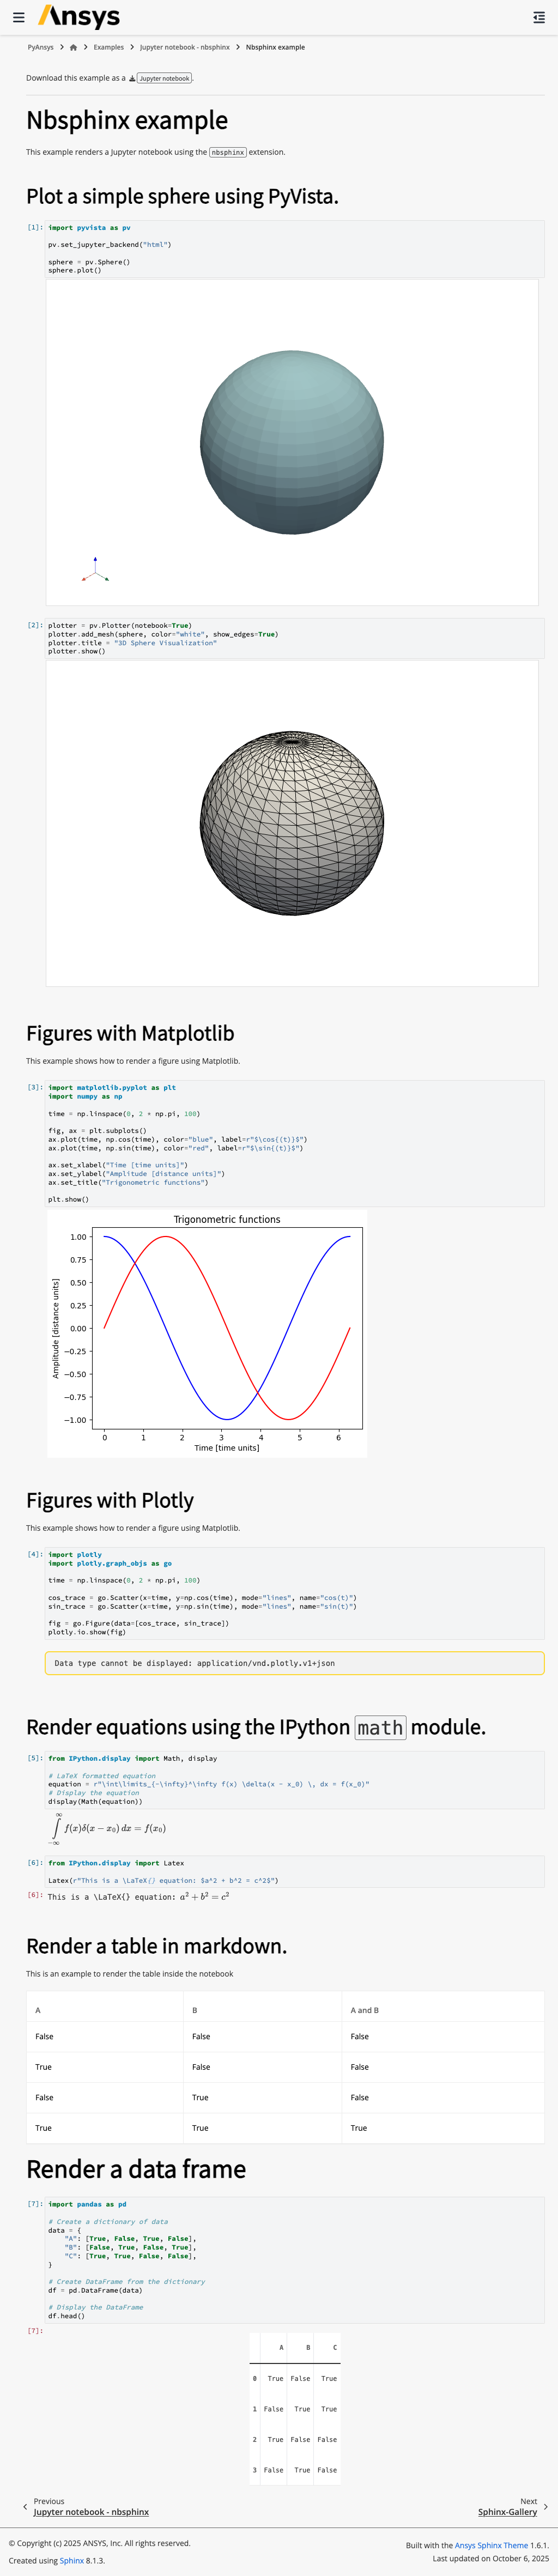 Ansys
PyAnsys > > Examples > Jupyter notebook - nbsphinx > Nbsphinx example
Download this example as a Jupyter notebook.
Nbsphinx example
This example renders a Jupyter notebook using the nbsphinx extension.
Plot a simple sphere using PyVista.
[1]: import pyvista as pv
pv.set_jupyter_backend("html")
sphere = pv.Sphere()
sphere.plot()
[2]: plotter = pv.Plotter(notebook=True)
plotter.add_mesh(sphere, color="white", show_edges=True)
plotter.title = "3D Sphere Visualization"
plotter.show()
Figures with Matplotlib
This example shows how to render a figure using Matplotlib.
[3]: import matplotlib.pyplot as plt
import numpy as np
time = np.linspace(0, 2 * np.pi, 100)
fig, ax = plt.subplots()
ax.plot(time, np.cos(time), color="blue", label=r"$\cos{(t)}$")
ax.plot(time, np.sin(time), color="red", label=r"$\sin{(t)}$")
ax.set_xlabel("Time [time units]")
ax.set_ylabel("Amplitude [distance units]")
ax.set_title("Trigonometric functions")
plt.show()
Trigonometric functions
Amplitude [distance units]
1.00
0.75
0.50
0.25
0.00
−0.25
−0.50
−0.75
−1.00
0 1 2 3 4 5 6
Time [time units]
Figures with Plotly
This example shows how to render a figure using Matplotlib.
[4]: import plotly
import plotly.graph_objs as go
time = np.linspace(0, 2 * np.pi, 100)
cos_trace = go.Scatter(x=time, y=np.cos(time), mode="lines", name="cos(t)")
sin_trace = go.Scatter(x=time, y=np.sin(time), mode="lines", name="sin(t)")
fig = go.Figure(data=[cos_trace, sin_trace])
plotly.io.show(fig)
Data type cannot be displayed: application/vnd.plotly.v1+json
Render equations using the IPython math module.
[5]: from IPython.display import Math, display
# LaTeX formatted equation
equation = r"\int\limits_{-\infty}^\infty f(x) \delta(x - x_0) \, dx = f(x_0)"
# Display the equation
display(Math(equation))
∫_{−∞}^{∞} f(x)δ(x − x₀) dx = f(x₀)
[6]: from IPython.display import Latex
Latex(r"This is a \LaTeX{} equation: $a^2 + b^2 = c^2$")
[6]: This is a \LaTeX{} equation: a² + b² = c²
Render a table in markdown.
This is an example to render the table inside the notebook
A B A and B
False False False
True False False
False True False
True True True
Render a data frame
[7]: import pandas as pd
# Create a dictionary of data
data = {
"A": [True, False, True, False],
"B": [False, True, False, True],
"C": [True, True, False, False],
}
# Create DataFrame from the dictionary
df = pd.DataFrame(data)
# Display the DataFrame
df.head()
[7]:
A B C
0 True False True
1 False True True
2 True False False
3 False True False
Previous
Jupyter notebook - nbsphinx
Next
Sphinx-Gallery
© Copyright (c) 2025 ANSYS, Inc. All rights reserved.
Created using Sphinx 8.1.3.
Built with the Ansys Sphinx Theme 1.6.1.
Last updated on October 6, 2025